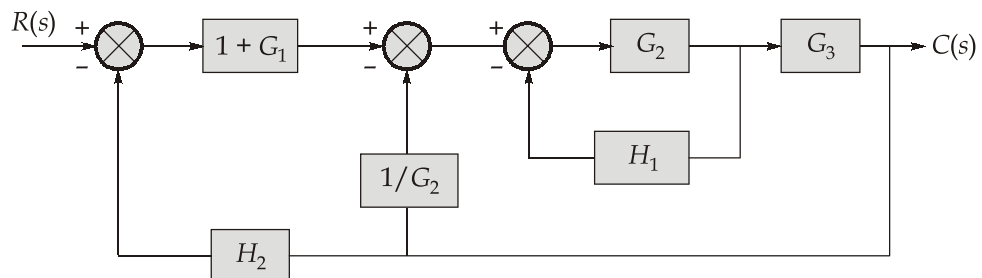 R(s) + − 1 + G₁ + − + − G₂ G₃ C(s)
H₁
1/G₂
H₂